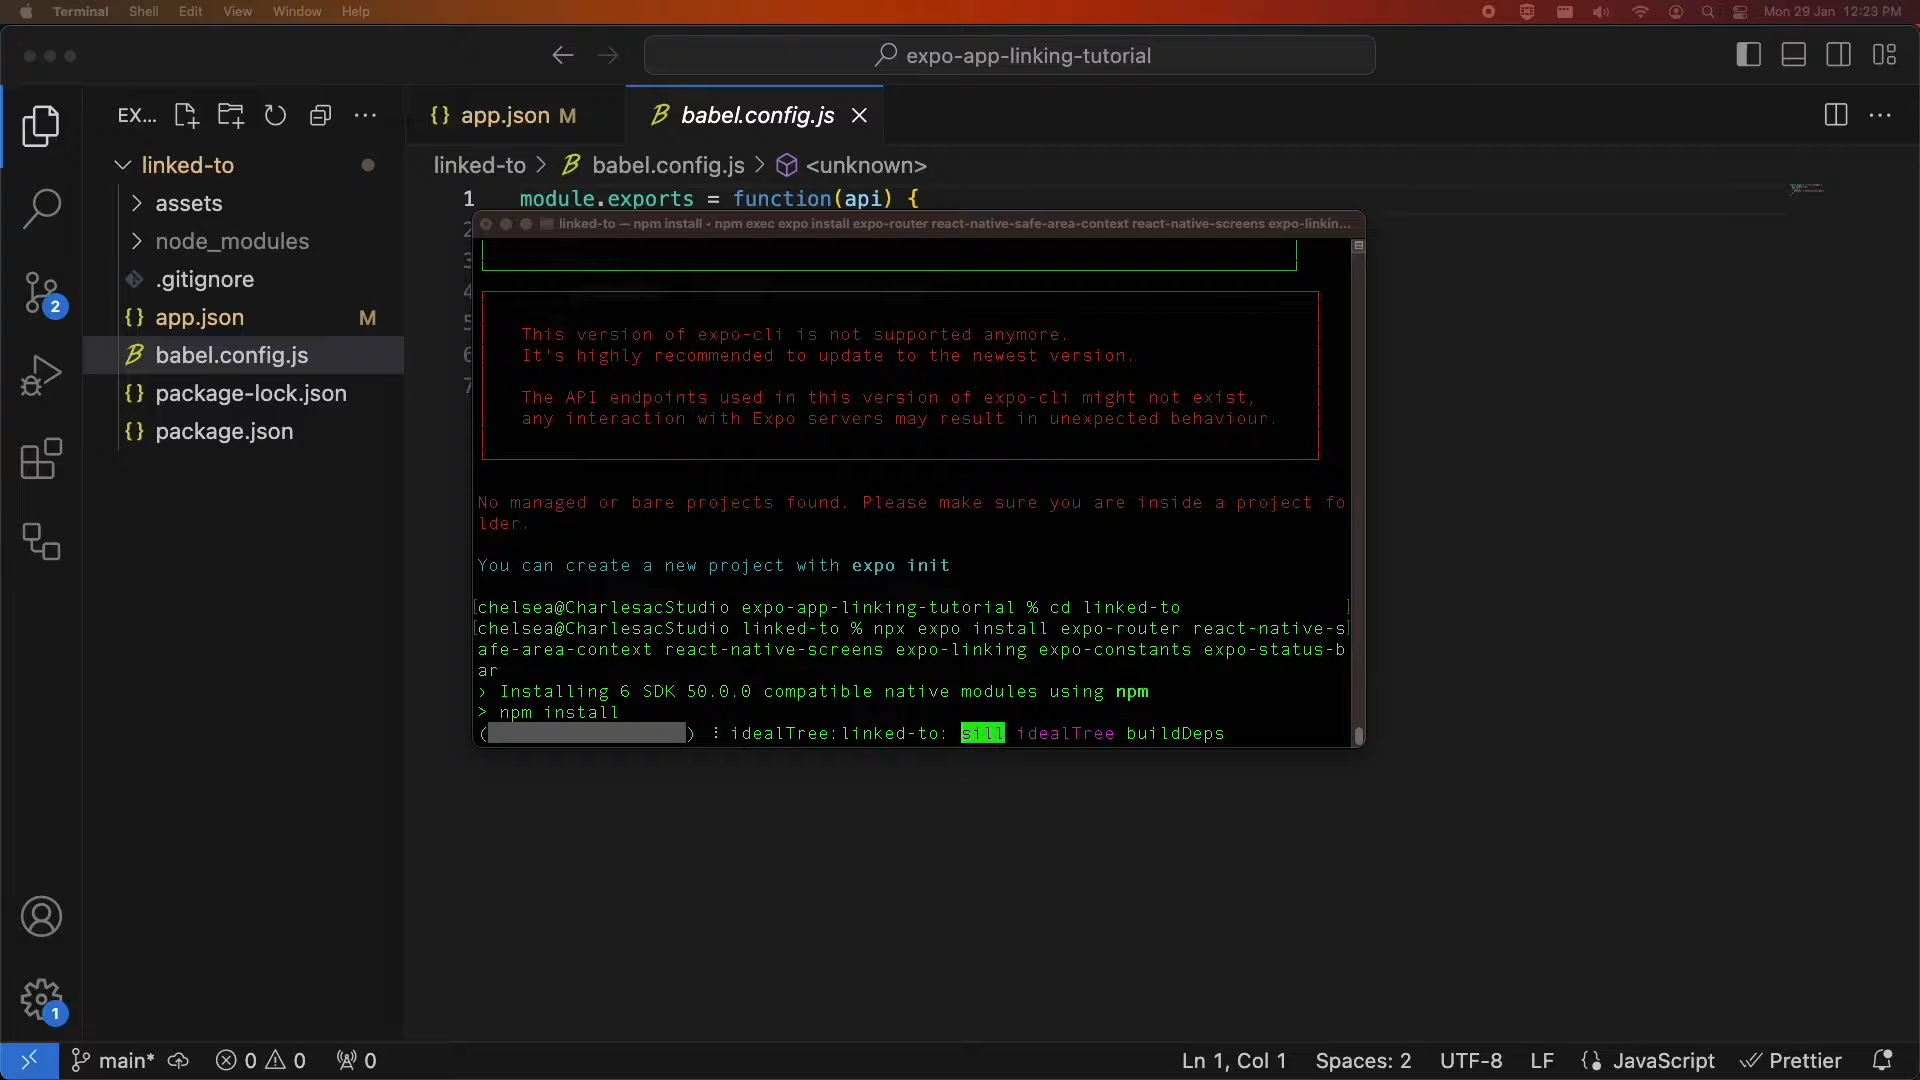 Terminal Shell Edit View Window Help Mon 29 Jan 12:23 PM
expo-app-linking-tutorial
EX... app.json M babel.config.js
linked-to
linked-to > babel.config.js > <unknown>
assets
node_modules
.gitignore
app.json M
babel.config.js
package-lock.json
package.json
1 module.exports = function(api) {
2
3
4
5
6
7
linked-to — npm install • npm exec expo install expo-router react-native-safe-area-context react-native-screens expo-linkin...
This version of expo-cli is not supported anymore.
It's highly recommended to update to the newest version.
The API endpoints used in this version of expo-cli might not exist,
any interaction with Expo servers may result in unexpected behaviour.
No managed or bare projects found. Please make sure you are inside a project fo
lder.
You can create a new project with expo init
[chelsea@CharlesacStudio expo-app-linking-tutorial % cd linked-to ]
[chelsea@CharlesacStudio linked-to % npx expo install expo-router react-native-s]
afe-area-context react-native-screens expo-linking expo-constants expo-status-b
ar
› Installing 6 SDK 50.0.0 compatible native modules using npm
> npm install
( ) ⠸ idealTree:linked-to: sill idealTree buildDeps
2
1
main* 0 0 0 Ln 1, Col 1 Spaces: 2 UTF-8 LF JavaScript Prettier